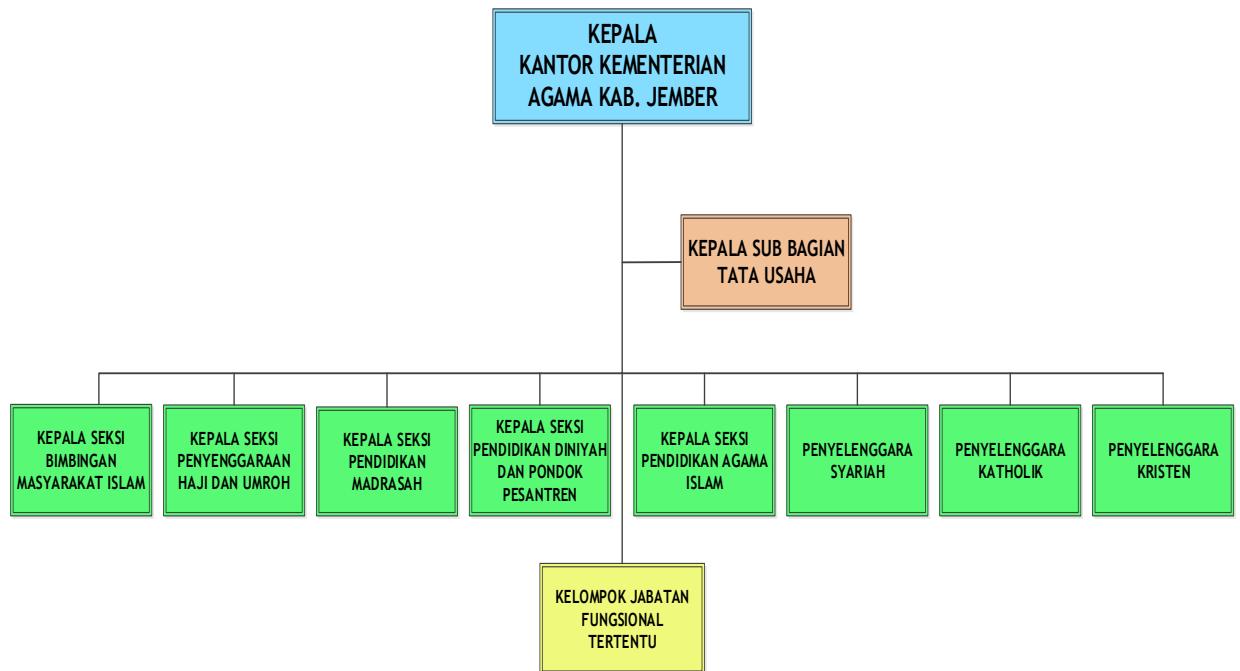 KEPALA
KANTOR KEMENTERIAN
AGAMA KAB. JEMBER
KEPALA SUB BAGIAN
TATA USAHA
KEPALA SEKSI
BIMBINGAN
MASYARAKAT ISLAM
KEPALA SEKSI
PENYENGGARAAN
HAJI DAN UMROH
KEPALA SEKSI
PENDIDIKAN
MADRASAH
KEPALA SEKSI
PENDIDIKAN DINIYAH
DAN PONDOK
PESANTREN
KEPALA SEKSI
PENDIDIKAN AGAMA
ISLAM
PENYELENGGARA
SYARIAH
PENYELENGGARA
KATHOLIK
PENYELENGGARA
KRISTEN
KELOMPOK JABATAN
FUNGSIONAL
TERTENTU